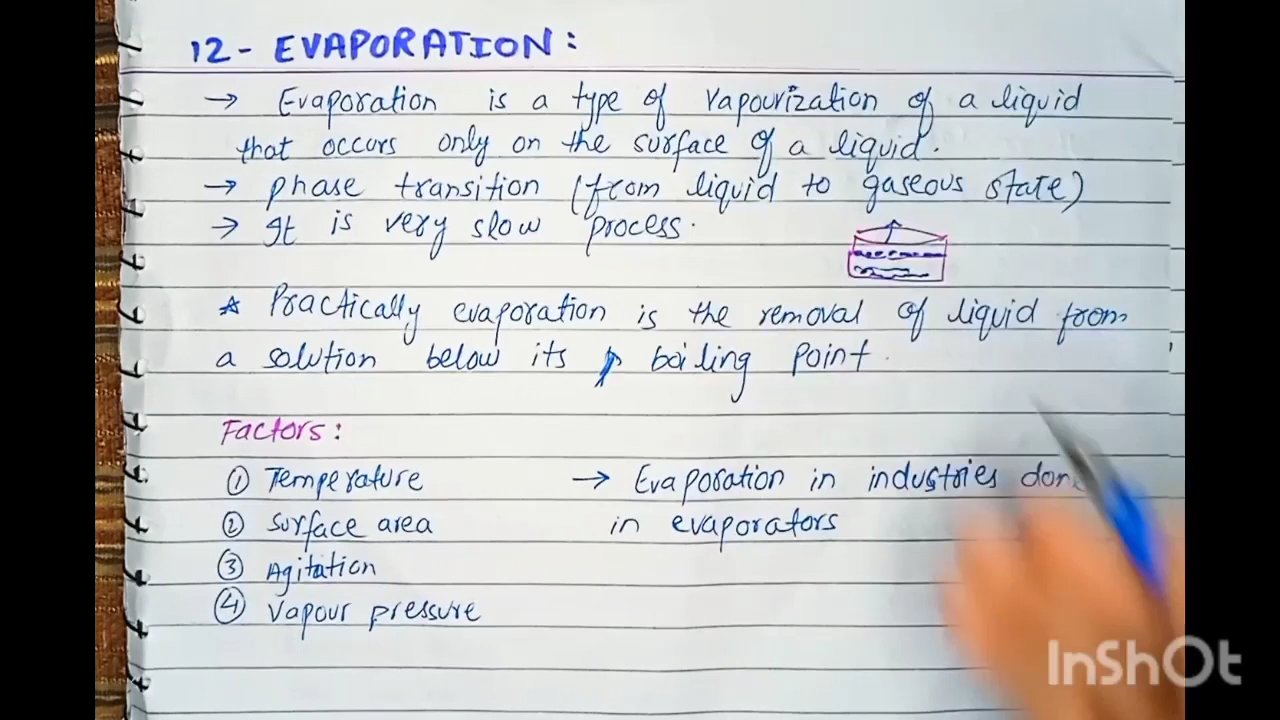 12- EVAPORATION:
→ Evaporation is a type of vapourization of a liquid
that occurs only on the surface of a liquid.
→ phase transition (from liquid to gaseous state)
→ It is very slow process.
☆ Practically evaporation is the removal of liquid from
a solution below its boiling point.
Factors:
① Temperature
② Surface area
③ Agitation
④ Vapour pressure
→ Evaporation in industries done
in evaporators
InShOt